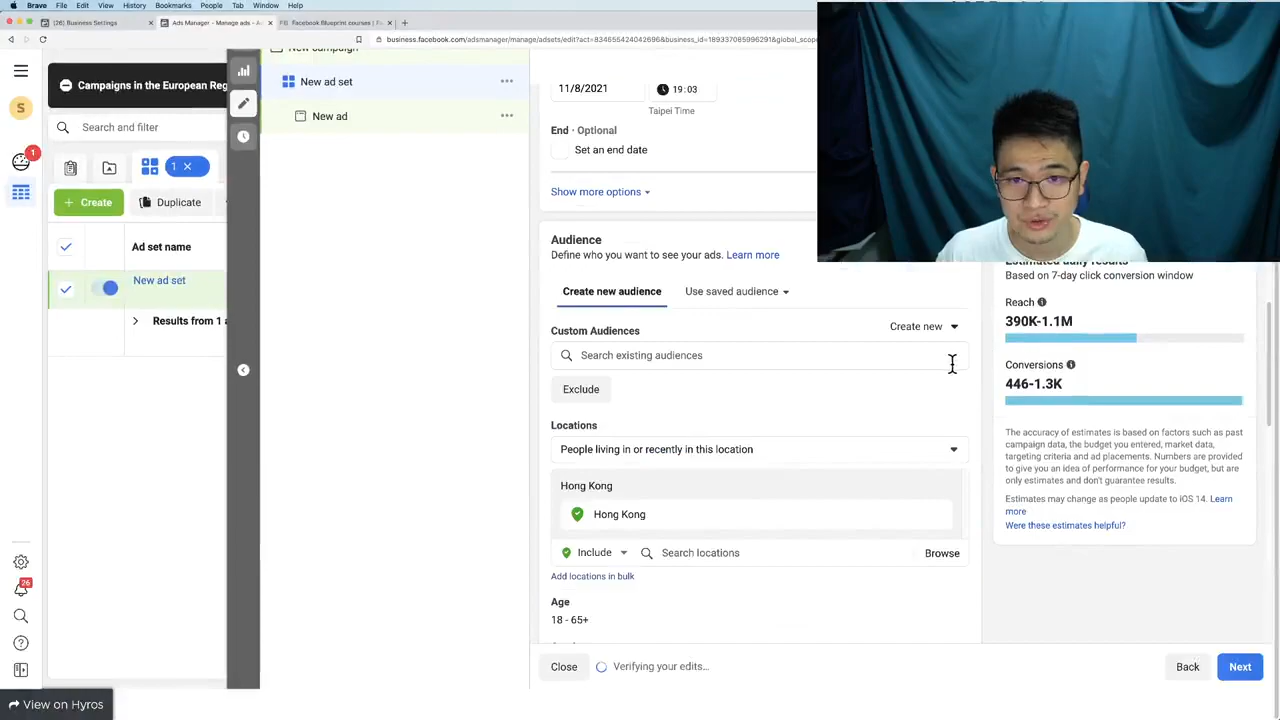 Brave File Edit View History Bookmarks People Tab Window Help
(26) Business Settings
Ads Manager - Manage ads - A
Facebook Blueprint courses | F
business.facebook.com/adsmanager/manage/adsets/edit?act=834655424042696&business_id=1893370859962918&global_scop
New campaign
Campaigns in the European Reg
New ad set
New ad
S
Search and filter
1
1
Create
Duplicate
Ad set name
New ad set
Results from 1 a
11/8/2021
19:03
Taipei Time
End · Optional
Set an end date
Show more options
Audience
Define who you want to see your ads. Learn more
Create new audience
Use saved audience
Custom Audiences
Create new
Search existing audiences
Exclude
Locations
People living in or recently in this location
Hong Kong
Hong Kong
Include
Search locations
Browse
Add locations in bulk
Age
18 - 65+
Estimated daily results
Based on 7-day click conversion window
Reach
390K-1.1M
Conversions
446-1.3K
The accuracy of estimates is based on factors such as past
campaign data, the budget you entered, market data,
targeting criteria and ad placements. Numbers are provided
to give you an idea of performance for your budget, but are
only estimates and don't guarantee results.
Estimates may change as people update to iOS 14. Learn
more
Were these estimates helpful?
26
Close
Verifying your edits...
Back
Next
View on Hyros